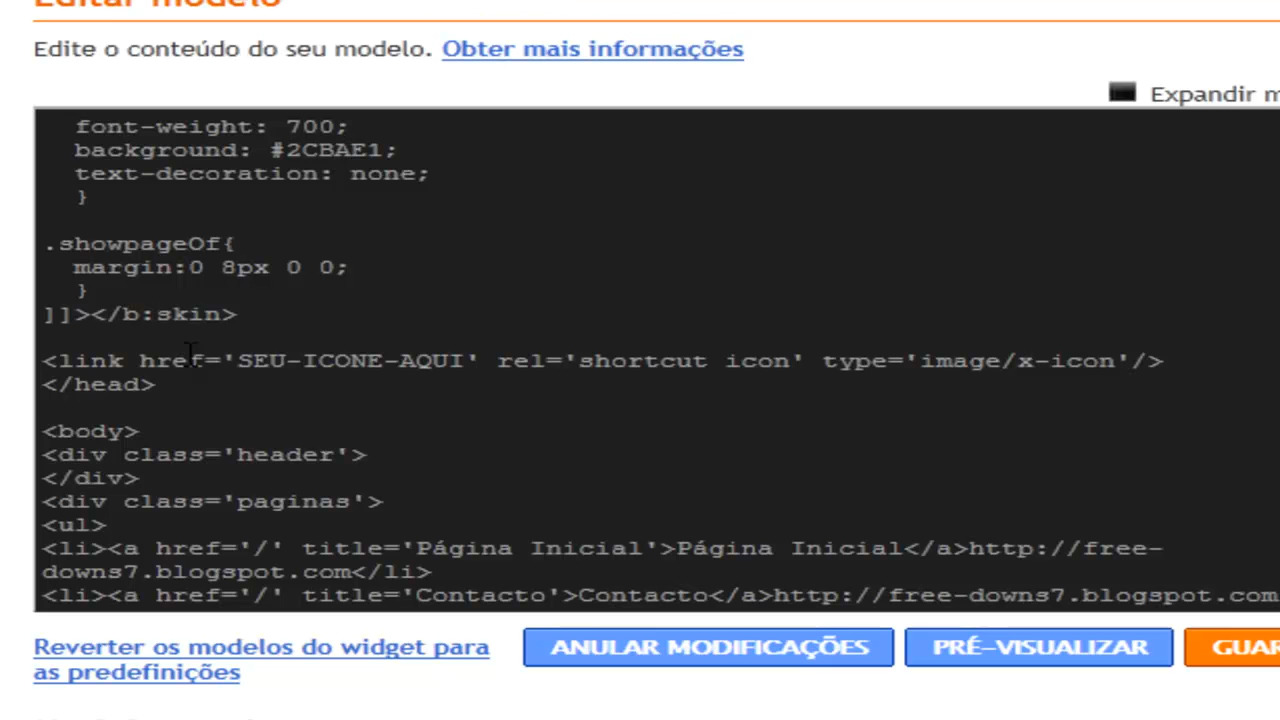 Editar modelo
Edite o conteúdo do seu modelo. Obter mais informações
Expandir
font-weight: 700;
background: #2CBAE1;
text-decoration: none;
}
.showpageOf{
margin:0 8px 0 0;
}
]]></b:skin>
<link href='SEU-ICONE-AQUI' rel='shortcut icon' type='image/x-icon'/>
</head>
<body>
<div class='header'>
</div>
<div class='paginas'>
<ul>
<li><a href='/' title='Página Inicial'>Página Inicial</a>http://free-
downs7.blogspot.com</li>
<li><a href='/' title='Contacto'>Contacto</a>http://free-downs7.blogspot.com
Reverter os modelos do widget para
as predefinições
ANULAR MODIFICAÇÕES
PRÉ-VISUALIZAR
GUAR